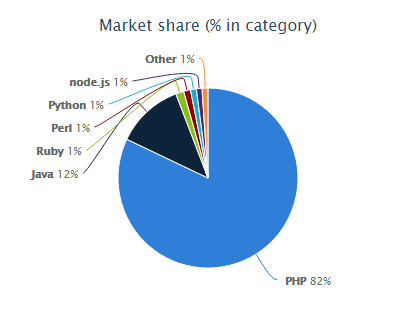 Market share (% in category)
Other 1%
node.js 1%
Python 1%
Perl 1%
Ruby 1%
Java 12%
PHP 82%